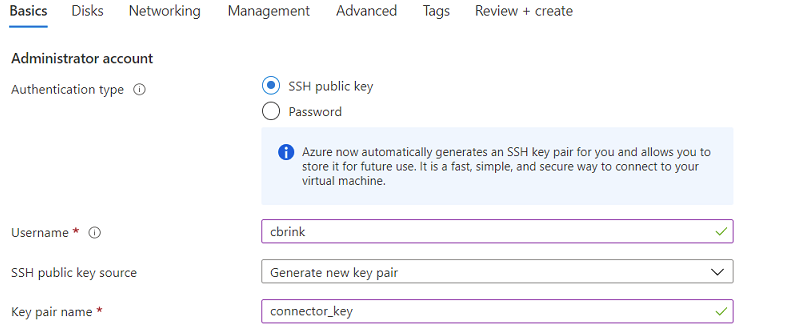 Basics Disks Networking Management Advanced Tags Review + create
Administrator account
Authentication type
SSH public key
Password
Azure now automatically generates an SSH key pair for you and allows you to
store it for future use. It is a fast, simple, and secure way to connect to your
virtual machine.
Username * cbrink
SSH public key source Generate new key pair
Key pair name * connector_key